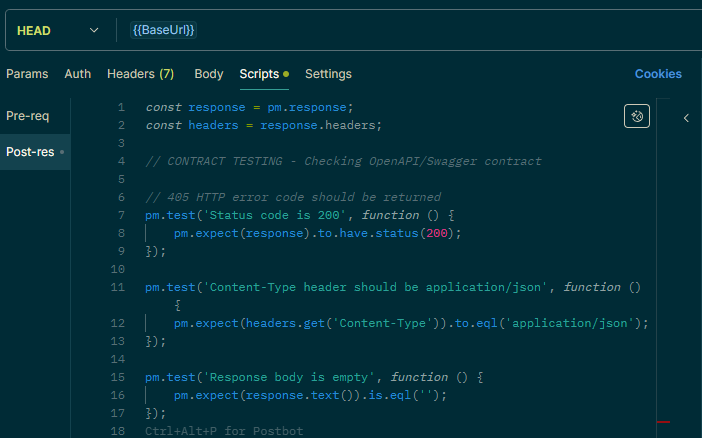 HEAD {{BaseUrl}}
Params Auth Headers (7) Body Scripts Settings Cookies
Pre-req
Post-res
1 const response = pm.response;
2 const headers = response.headers;
3
4 // CONTRACT TESTING - Checking OpenAPI/Swagger contract
5
6 // 405 HTTP error code should be returned
7 pm.test('Status code is 200', function () {
8 pm.expect(response).to.have.status(200);
9 });
10
11 pm.test('Content-Type header should be application/json', function ()
{
12 pm.expect(headers.get('Content-Type')).to.eql('application/json');
13 });
14
15 pm.test('Response body is empty', function () {
16 pm.expect(response.text()).is.eql('');
17 });
18 Ctrl+Alt+P for Postbot